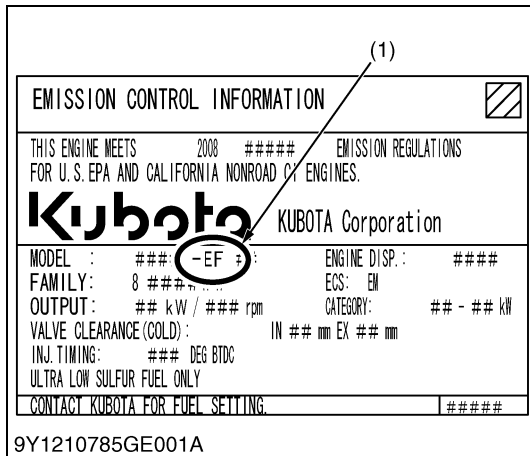 (1)
EMISSION CONTROL INFORMATION
THIS ENGINE MEETS 2008 ##### EMISSION REGULATIONS
FOR U.S. EPA AND CALIFORNIA NONROAD CI ENGINES.
Kubota KUBOTA Corporation
MODEL : ### -EF ENGINE DISP. : ####
FAMILY: 8 #### ECS: EM
OUTPUT: ## kW / ### rpm CATEGORY: ## - ## kW
VALVE CLEARANCE (COLD) : IN ## mm EX ## mm
INJ. TIMING: ### DEG BTDC
ULTRA LOW SULFUR FUEL ONLY
CONTACT KUBOTA FOR FUEL SETTING. #####
9Y1210785GE001A